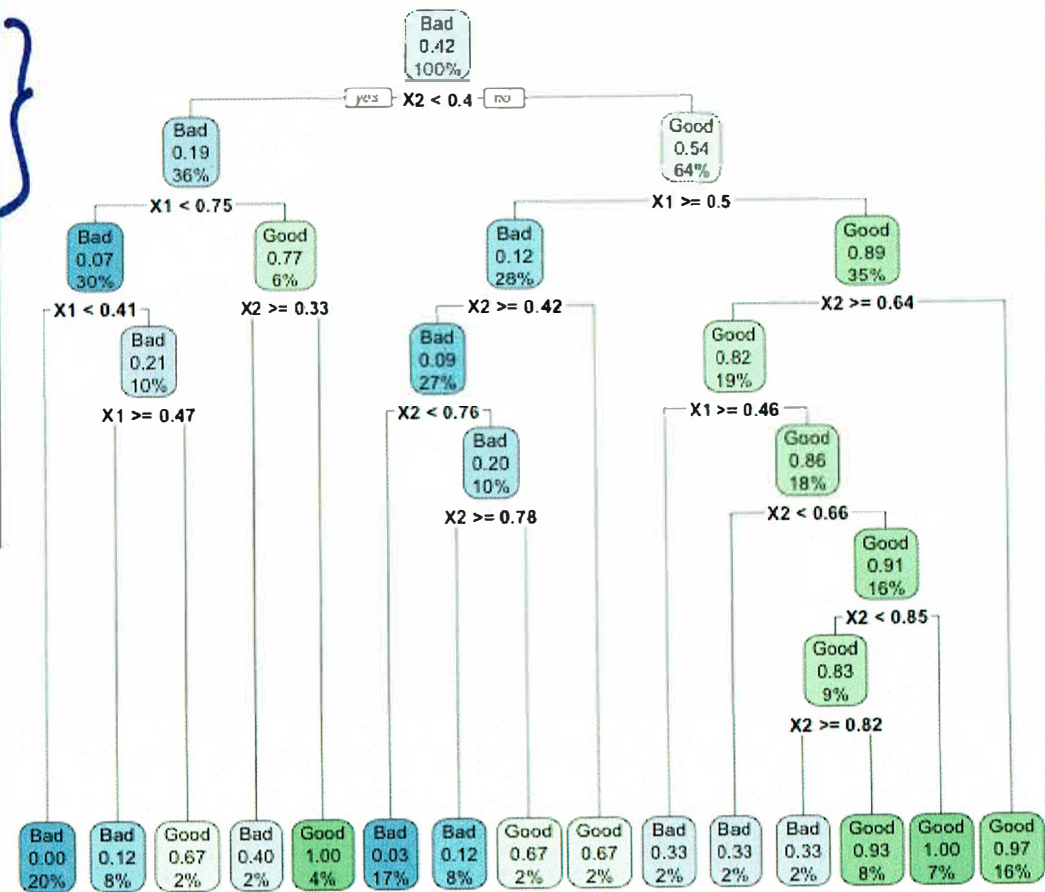 Bad
0.42
100%
yes X2 < 0.4 no
Bad
0.19
36%
Good
0.54
64%
X1 < 0.75
X1 >= 0.5
Bad
0.07
30%
Good
0.77
6%
Bad
0.12
28%
Good
0.89
35%
X1 < 0.41
X2 >= 0.33
X2 >= 0.42
X2 >= 0.64
Bad
0.21
10%
Bad
0.09
27%
Good
0.82
19%
X1 >= 0.47
X2 < 0.76
X1 >= 0.46
Bad
0.20
10%
Good
0.86
18%
X2 >= 0.78
X2 < 0.66
Good
0.91
16%
X2 < 0.85
Good
0.83
9%
X2 >= 0.82
Bad
0.00
20%
Bad
0.12
8%
Good
0.67
2%
Bad
0.40
2%
Good
1.00
4%
Bad
0.03
17%
Bad
0.12
8%
Good
0.67
2%
Good
0.67
2%
Bad
0.33
2%
Bad
0.33
2%
Bad
0.33
2%
Good
0.93
8%
Good
1.00
7%
Good
0.97
16%